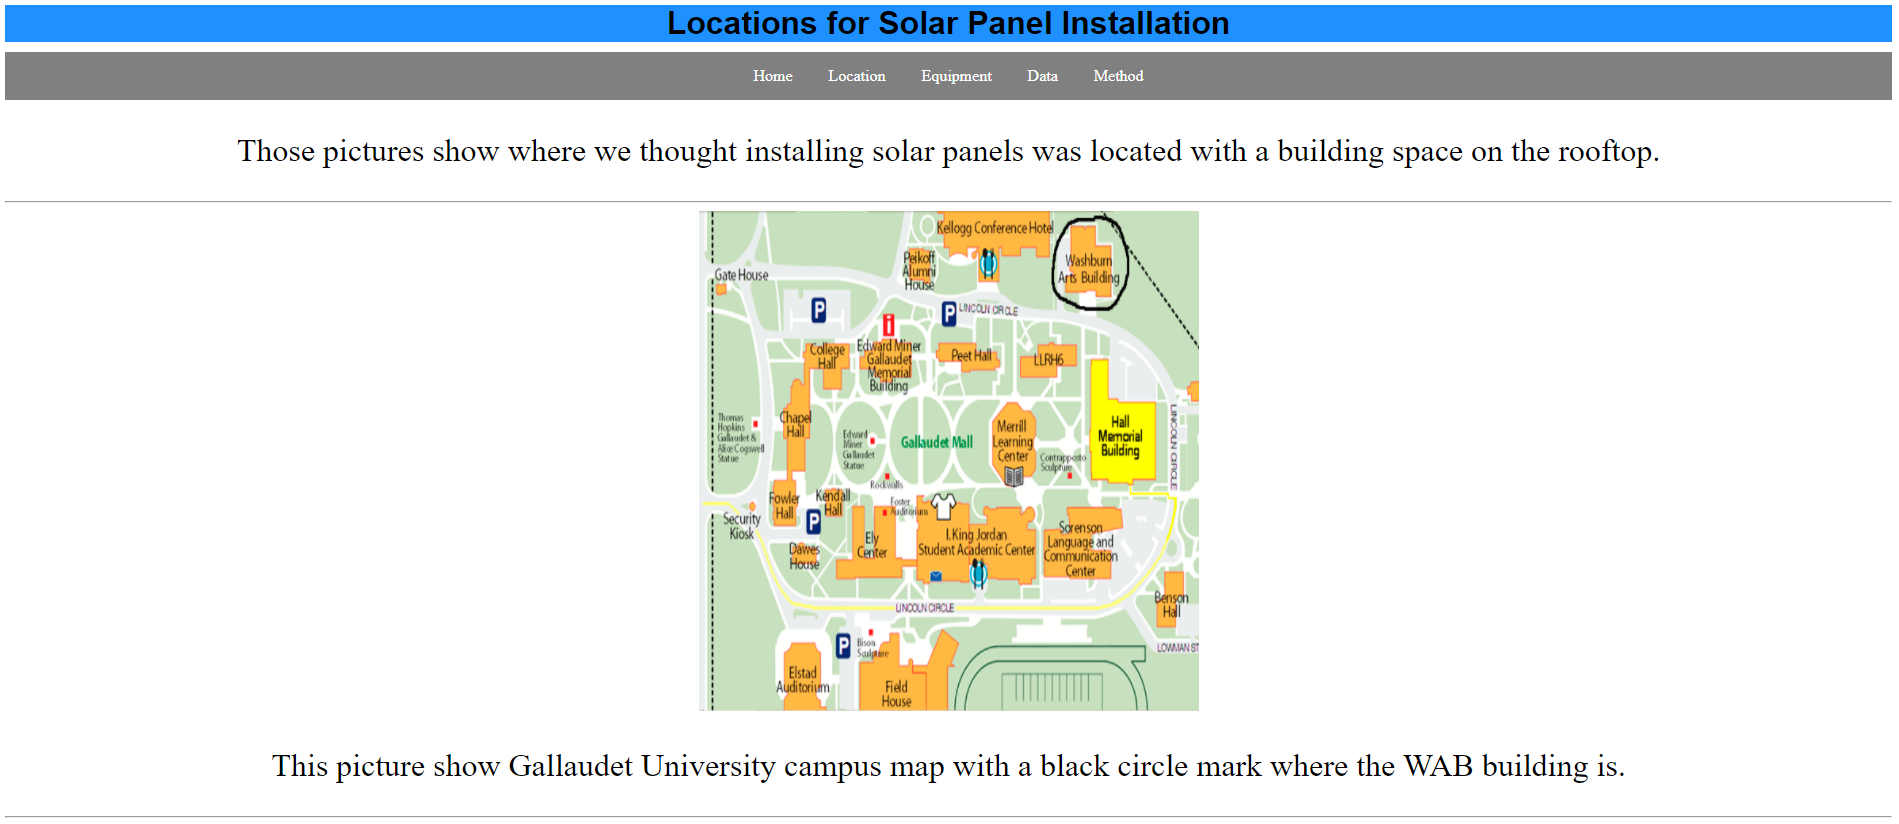 Locations for Solar Panel Installation
Home Location Equipment Data Method
Those pictures show where we thought installing solar panels was located with a building space on the rooftop.
Kellogg Conference Hotel
Peikoff
Alumni
House
Washburn
Arts Building
Gate House
P
P
LINCOLN CIRCLE
i
College
Hall
Edward Miner
Gallaudet
Memorial
Building
Peet Hall
LLRH6
Chapel
Hall
Thomas
Hopkins
Gallaudet &
Alice Cogswell
Statue
Edward
Miner
Gallaudet
Statue
Gallaudet Mall
Merrill
Learning
Center
Contrapposto
Sculpture
Hall
Memorial
Building
LINCOLN CIRCLE
Rockwalls
Fowler
Hall
Kendall
Hall
Foster
Auditorium
P
Security
Kiosk
Dawes
House
Ely
Center
I. King Jordan
Student Academic Center
Sorenson
Language and
Communication
Center
Benson
Hall
LINCOLN CIRCLE
P
Bison
Sculpture
LOWMAN ST
Elstad
Auditorium
Field
House
This picture show Gallaudet University campus map with a black circle mark where the WAB building is.